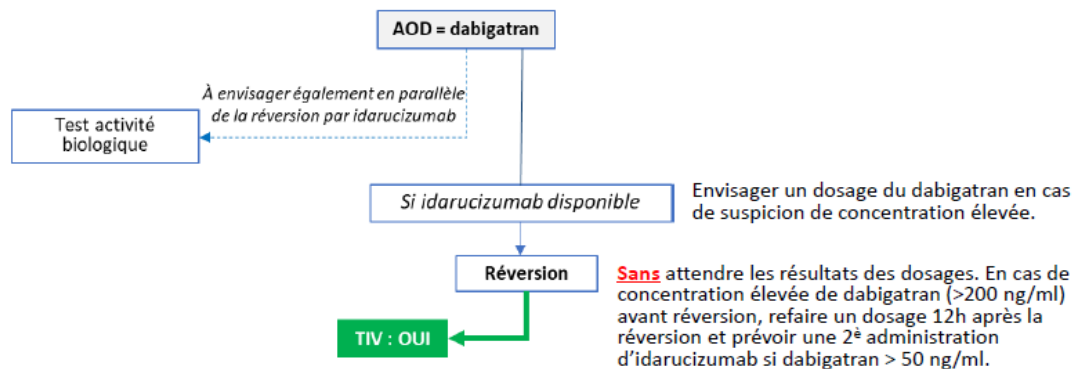 AOD = dabigatran
À envisager également en parallèle
de la réversion par idarucizumab
Test activité
biologique
Si idarucizumab disponible
Envisager un dosage du dabigatran en cas
de suspicion de concentration élevée.
Réversion
Sans attendre les résultats des dosages. En cas de
concentration élevée de dabigatran (>200 ng/ml)
avant réversion, refaire un dosage 12h après la
réversion et prévoir une 2è administration
d'idarucizumab si dabigatran > 50 ng/ml.
TIV : OUI